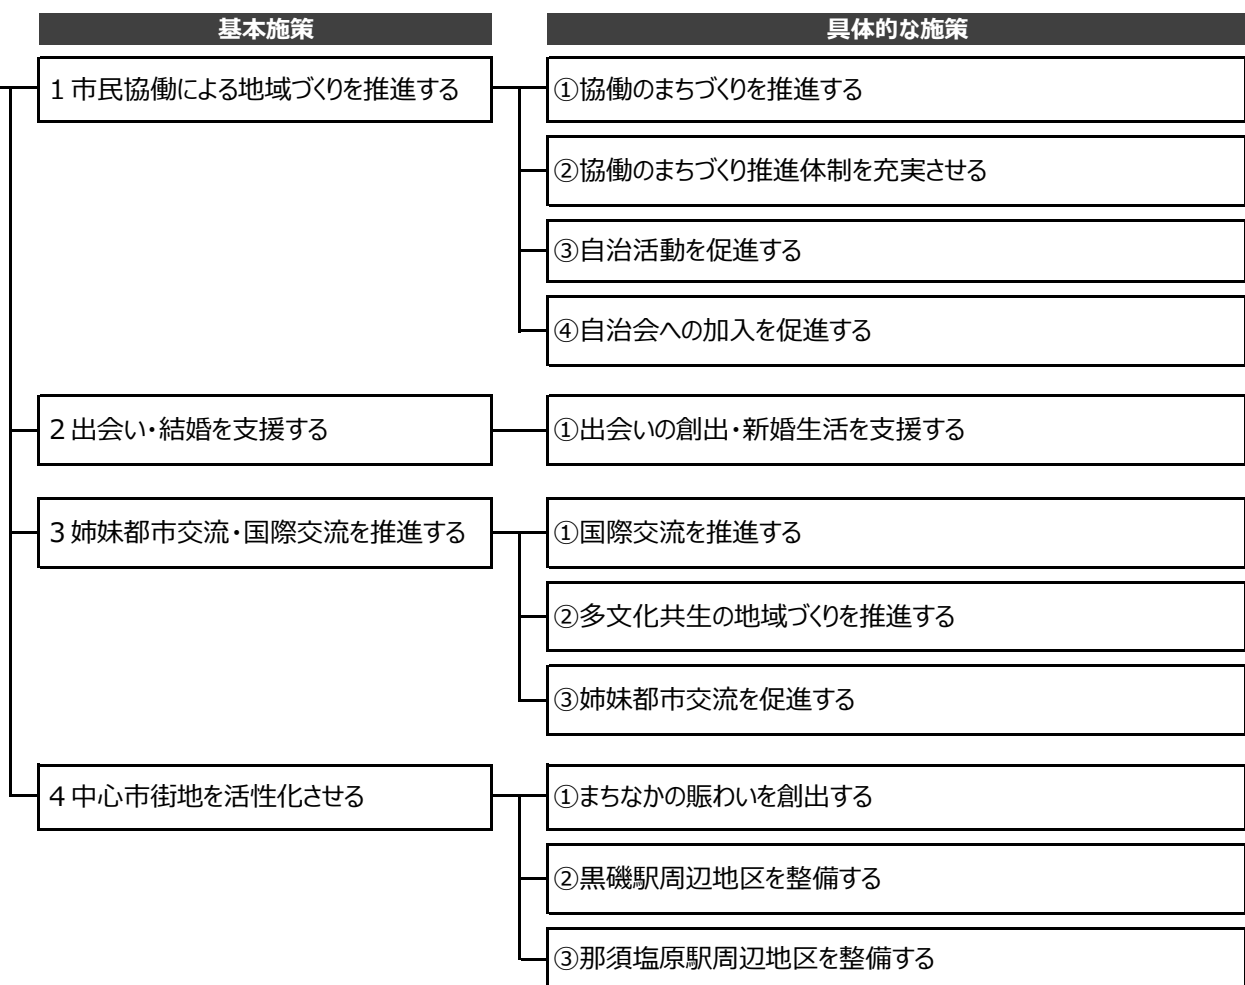 基本施策
具体的な施策
1 市民協働による地域づくりを推進する
①協働のまちづくりを推進する
②協働のまちづくり推進体制を充実させる
③自治活動を促進する
④自治会への加入を促進する
2 出会い・結婚を支援する
①出会いの創出・新婚生活を支援する
3 姉妹都市交流・国際交流を推進する
①国際交流を推進する
②多文化共生の地域づくりを推進する
③姉妹都市交流を促進する
4 中心市街地を活性化させる
①まちなかの賑わいを創出する
②黒磯駅周辺地区を整備する
③那須塩原駅周辺地区を整備する